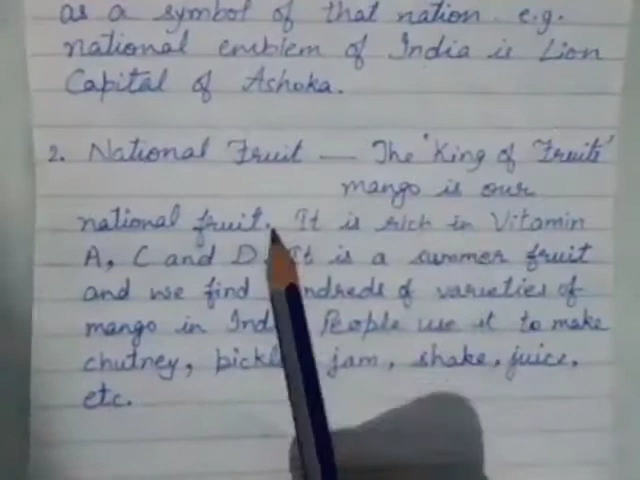 as a symbol of that nation. e.g.
national emblem of India is Lion
Capital of Ashoka.
2. National Fruit — The 'King of Fruits'
mango is our
national fruit. It is rich in Vitamin
A, C and D. It is a summer fruit
and we find hundreds of varieties of
mango in India People use it to make
chutney, pickle jam, shake, juice,
etc.